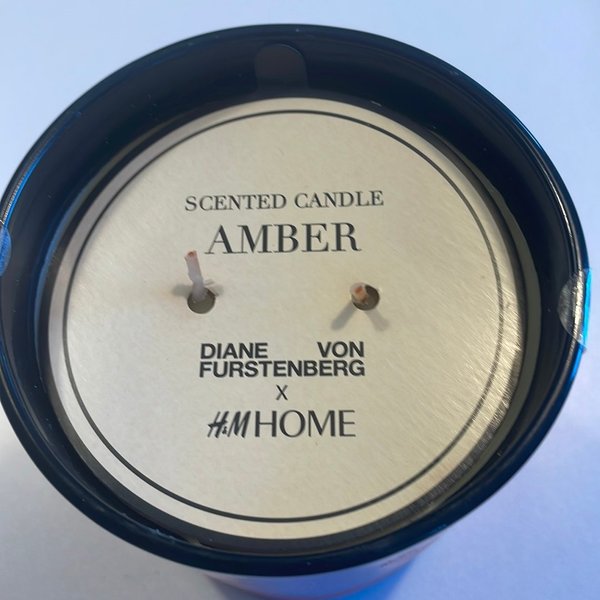 SCENTED CANDLE
AMBER
DIANE VON
FURSTENBERG
X
H&M HOME